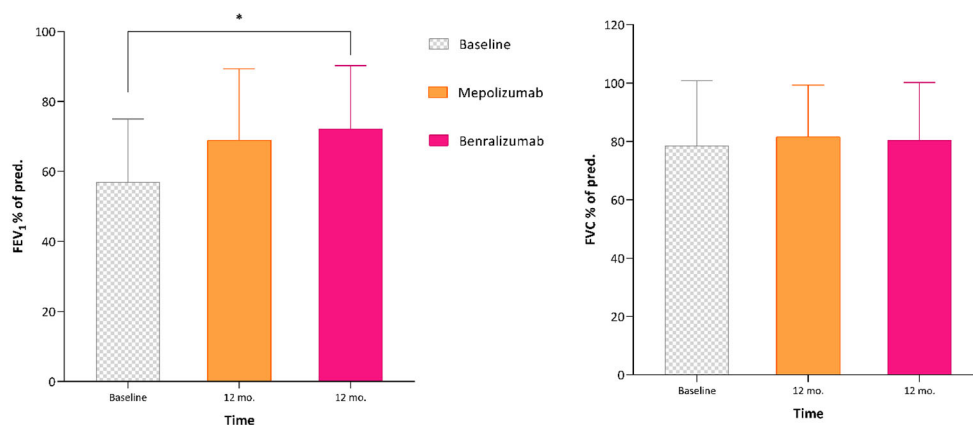 *
100
80
60
40
20
0
FEV1 % of pred.
Baseline
12 mo.
12 mo.
Time
Baseline
Mepolizumab
Benralizumab
120
100
80
60
40
20
0
FVC % of pred.
Baseline
12 mo.
12 mo.
Time